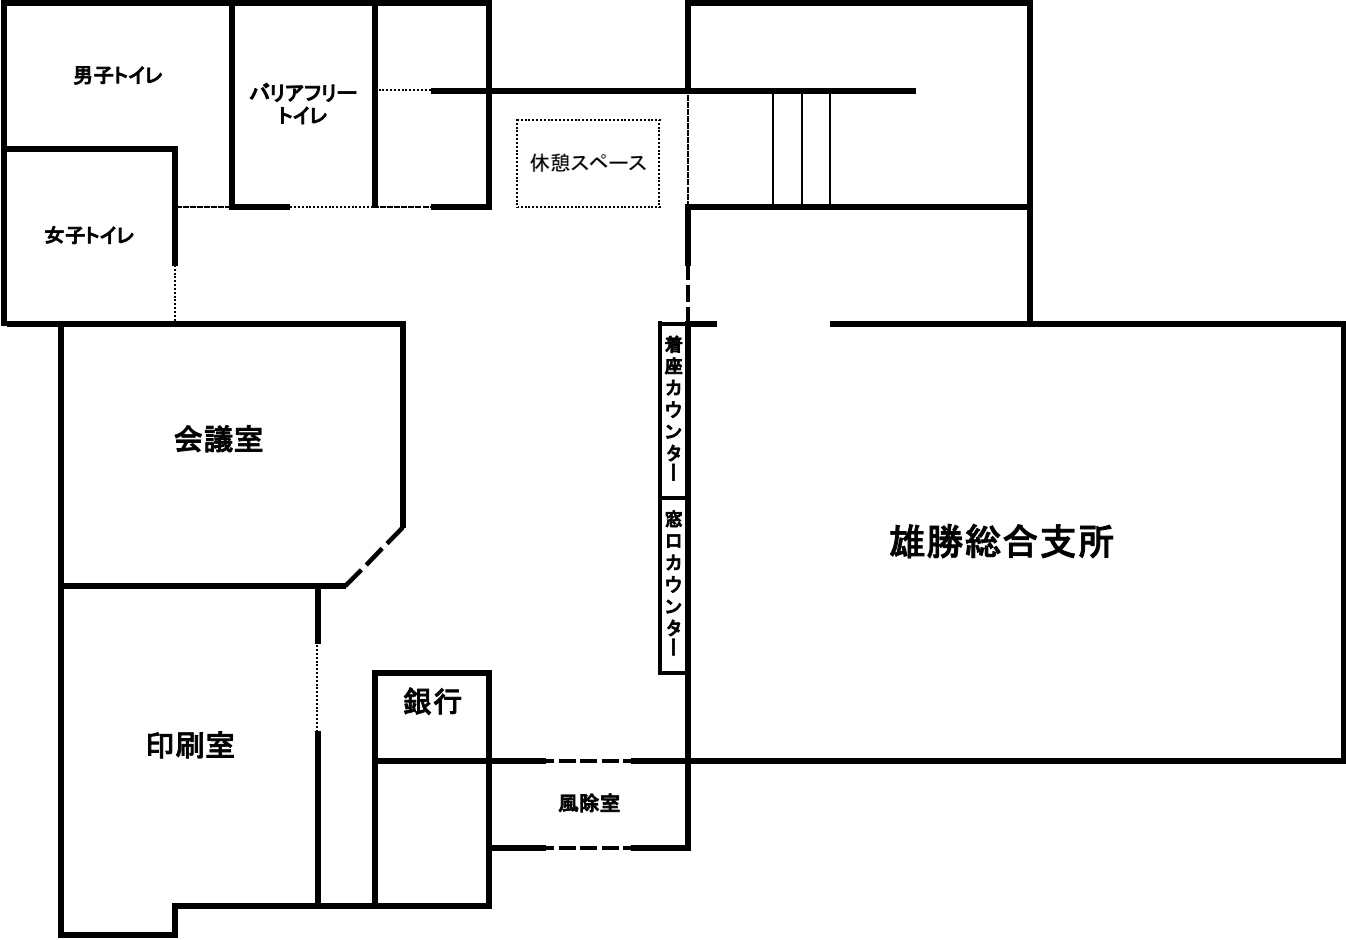 男子トイレ
バリアフリー
トイレ
休憩スペース
女子トイレ
着座カウンター
会議室
窓口カウンター
雄勝総合支所
銀行
印刷室
風除室